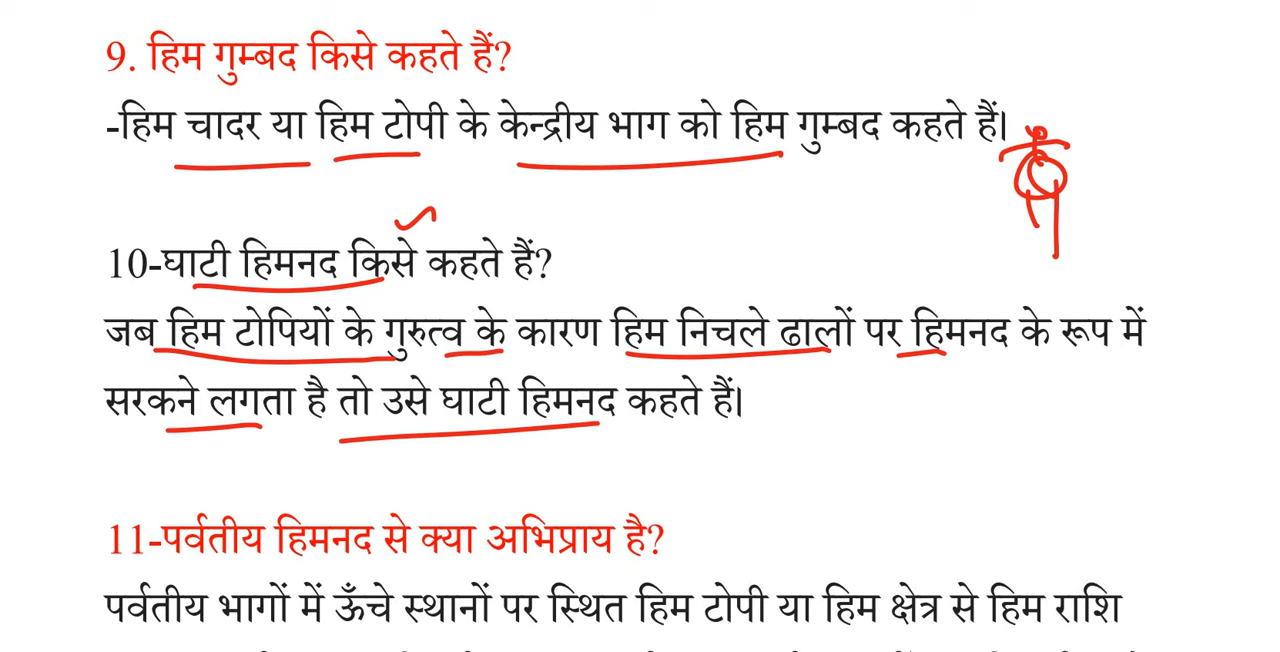 9. हिम गुम्बद किसे कहते हैं?
-हिम चादर या हिम टोपी के केन्द्रीय भाग को हिम गुम्बद कहते हैं।
10-घाटी हिमनद किसे कहते हैं?
जब हिम टोपियों के गुरुत्व के कारण हिम निचले ढालों पर हिमनद के रूप में
सरकने लगता है तो उसे घाटी हिमनद कहते हैं।
11-पर्वतीय हिमनद से क्या अभिप्राय है?
पर्वतीय भागों में ऊँचे स्थानों पर स्थित हिम टोपी या हिम क्षेत्र से हिम राशि